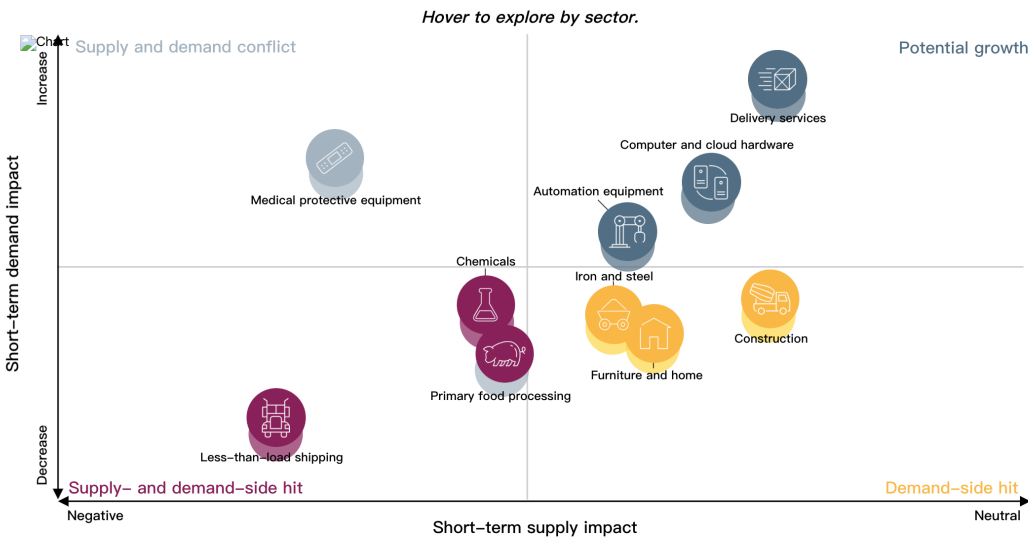 Hover to explore by sector.
Chart
Supply and demand conflict
Potential growth
Increase
Delivery services
Computer and cloud hardware
Medical protective equipment
Automation equipment
Short-term demand impact
Chemicals
Iron and steel
Construction
Furniture and home
Primary food processing
Decrease
Less-than-load shipping
Supply- and demand-side hit
Demand-side hit
Negative
Neutral
Short-term supply impact